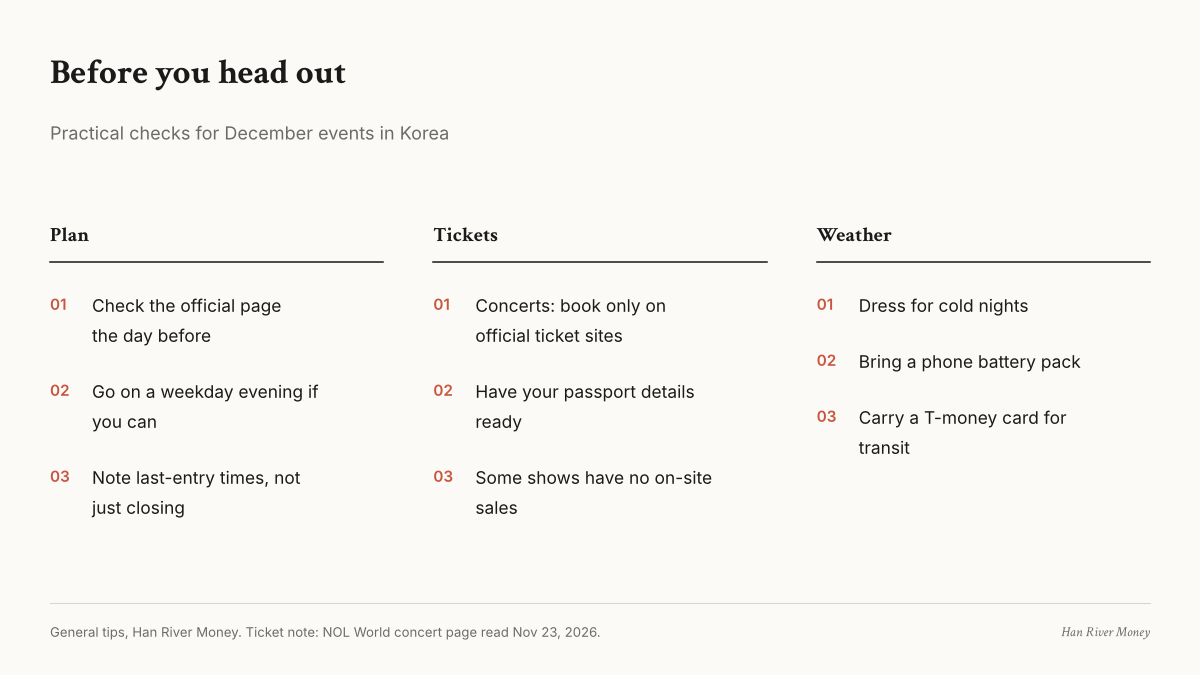 Before you head out
Practical checks for December events in Korea
Plan
01 Check the official page
the day before
02 Go on a weekday evening if
you can
03 Note last-entry times, not
just closing
Tickets
01 Concerts: book only on
official ticket sites
02 Have your passport details
ready
03 Some shows have no on-site
sales
Weather
01 Dress for cold nights
02 Bring a phone battery pack
03 Carry a T-money card for
transit
General tips, Han River Money. Ticket note: NOL World concert page read Nov 23, 2026.
Han River Money